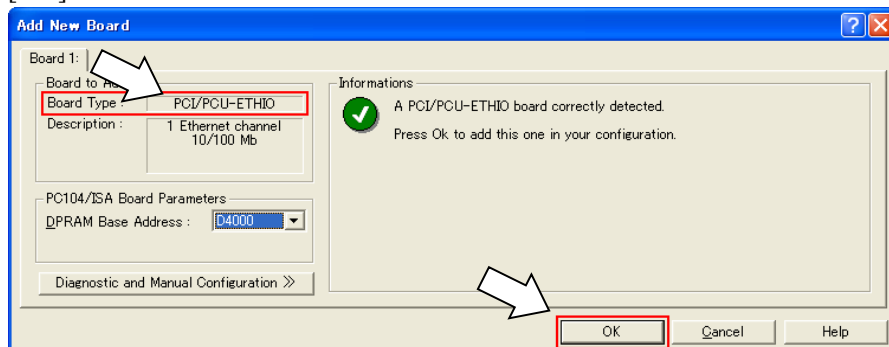 Add New Board
Board 1:
Board to
Board Type :
PCI/PCU-ETHIO
Description :
1 Ethernet channel
10/100 Mb
PC104/ISA Board Parameters
DPRAM Base Address :
D4000
Diagnostic and Manual Configuration >>
Informations
A PCI/PCU-ETHIO board correctly detected.
Press Ok to add this one in your configuration.
OK
Cancel
Help